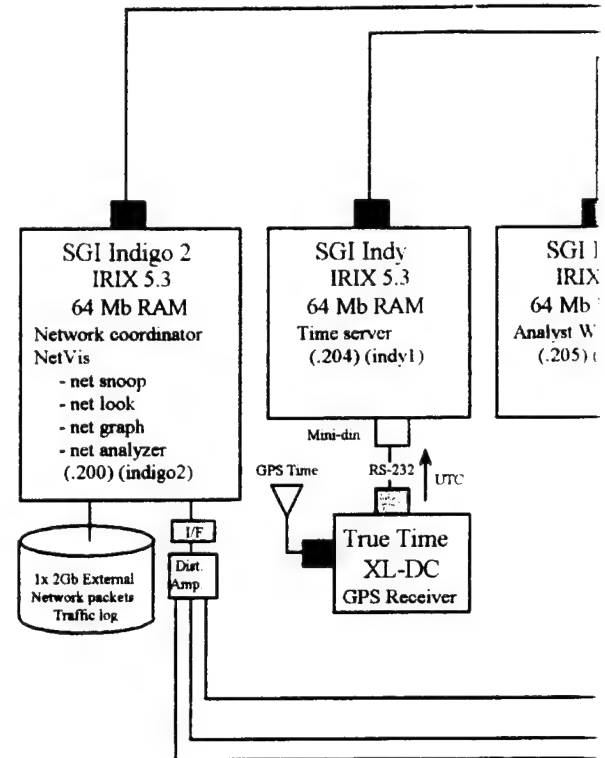 SGI Indigo 2
IRIX 5.3
64 Mb RAM
Network coordinator
NetVis
- net snoop
- net look
- net graph
- net analyzer
(.200) (indigo2)
1x 2Gb External
Network packets
Traffic log
I/F
Dist.
Amp.
SGI Indy
IRIX 5.3
64 Mb RAM
Time server
(.204) (indy1)
Mini-din
GPS Time
RS-232
UTC
True Time
XL-DC
GPS Receiver
SGI
IRIX
64 Mb
Analyst W
(.205) (